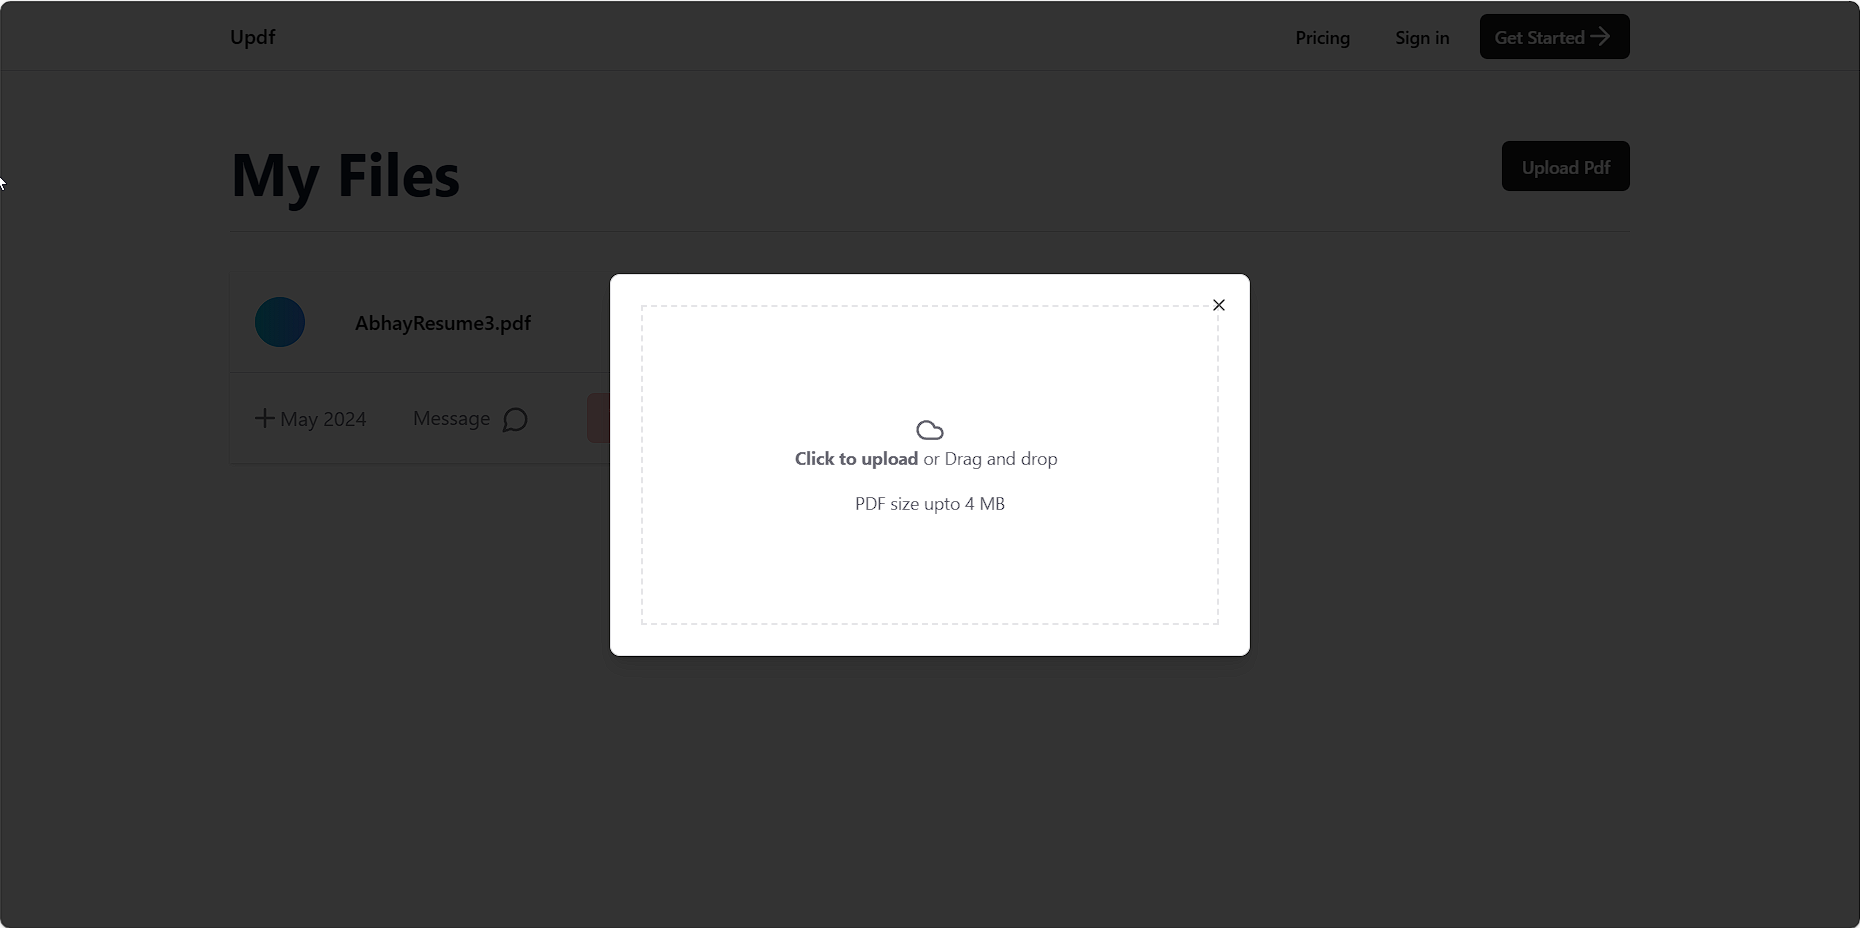 Updf
Pricing
Sign in
Get Started
My Files
Upload Pdf
AbhayResume3.pdf
May 2024
Message
Click to upload or Drag and drop
PDF size upto 4 MB